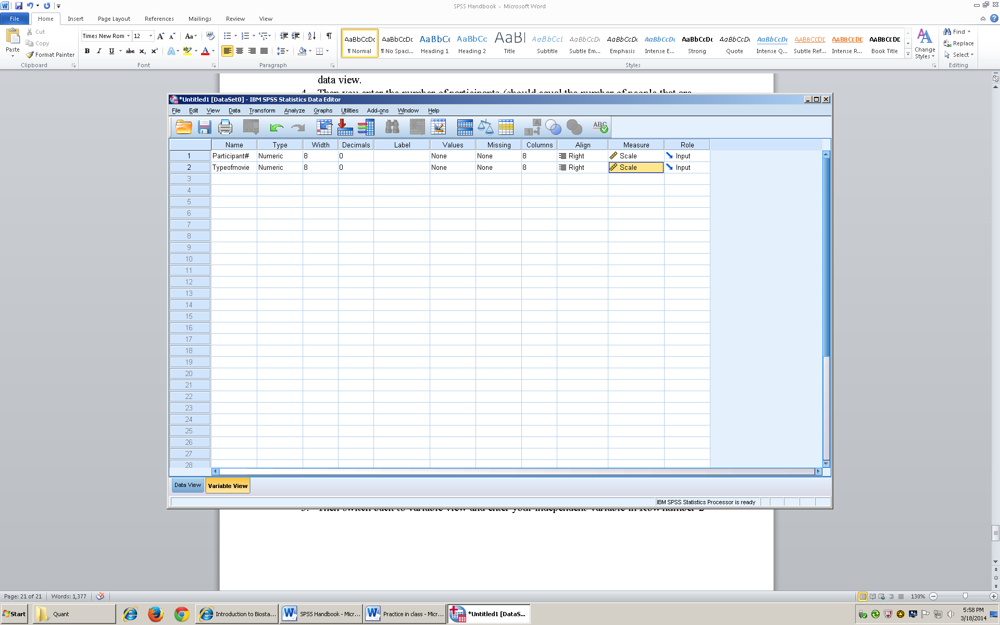 SPSS Handbook - Microsoft Word
File Home Insert Page Layout References Mailings Review View
Paste
Cut
Copy
Format Painter
Clipboard
Times New Rom 12
Font
Paragraph
AaBbCcDc AaBbCcDc AaBbCc AaBbCc AaBl AaBbCcL AaBbCcDc AaBbCcDc AaBbCcDc AaBbCcDc AaBbCcDc AaBbCcDc AABBCCDD AABBCCDD AABBCCDD
¶ Normal ¶ No Spaci... Heading 1 Heading 2 Title Subtitle Subtle Em... Emphasis Intense E... Strong Quote Intense Q... Subtle Ref... Intense R... Book Title
Styles
Change Styles
Find
Replace
Select
Editing
data view.
4. Then you enter the number of participants (should equal the number of people that are
*Untitled1 [DataSet0] - IBM SPSS Statistics Data Editor
File Edit View Data Transform Analyze Graphs Utilities Add-ons Window Help
Name Type Width Decimals Label Values Missing Columns Align Measure Role
1 Participant# Numeric 8 0 None None 8 Right Scale Input
2 Typeofmovie Numeric 8 0 None None 8 Right Scale Input
3
4
5
6
7
8
9
10
11
12
13
14
15
16
17
18
19
20
21
22
23
24
25
26
27
28
Data View Variable View
IBM SPSS Statistics Processor is ready
5. Then switch back to variable view and enter your independent variable in Row number 2
Page: 21 of 21 Words: 1,377 130%
Start Quant Introduction to Biosta... SPSS Handbook - Micr... Practice in class - Micr... *Untitled1 [DataS...
5:58 PM
3/18/2014